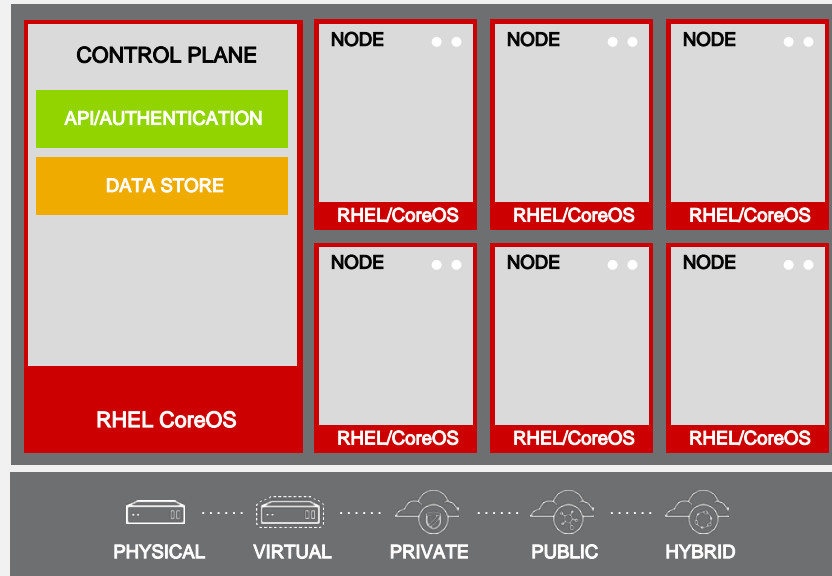 CONTROL PLANE
API/AUTHENTICATION
DATA STORE
RHEL CoreOS
NODE
RHEL/CoreOS
NODE
RHEL/CoreOS
NODE
RHEL/CoreOS
NODE
RHEL/CoreOS
NODE
RHEL/CoreOS
NODE
RHEL/CoreOS
PHYSICAL
VIRTUAL
PRIVATE
PUBLIC
HYBRID